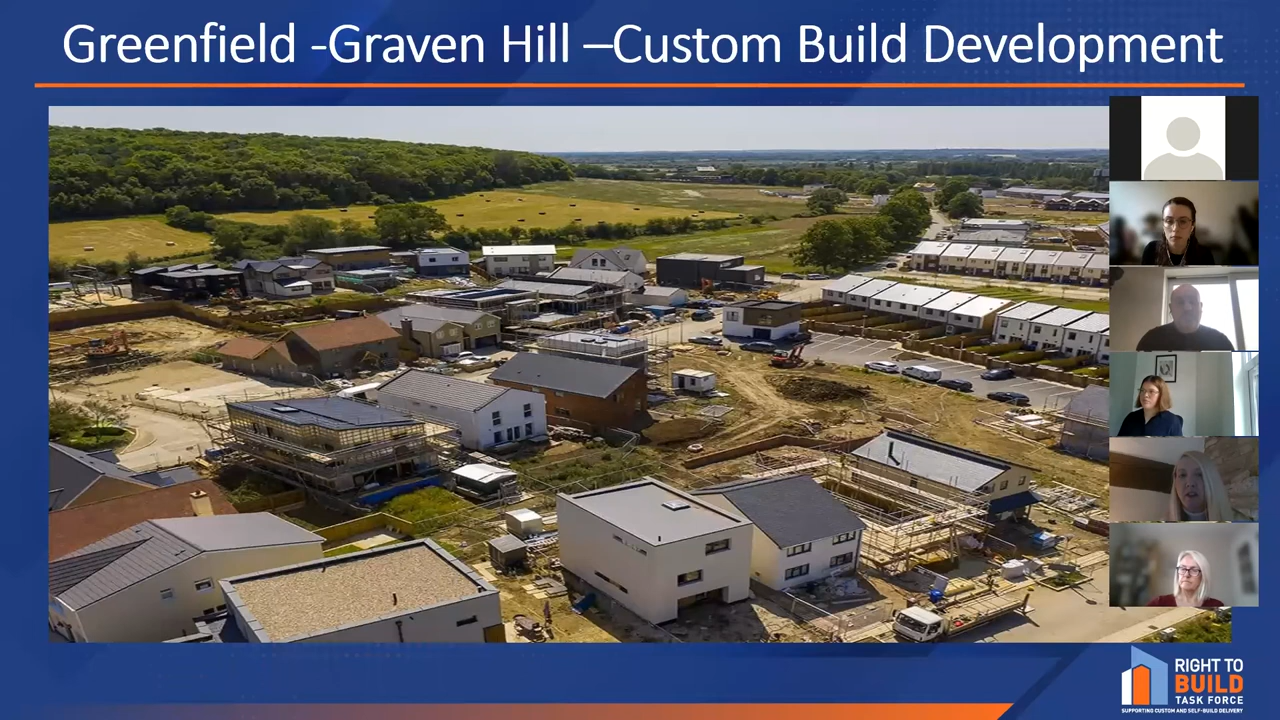 Greenfield -Graven Hill –Custom Build Development
RIGHT TO
BUILD
TASK FORCE
SUPPORTING CUSTOM AND SELF-BUILD DELIVERY